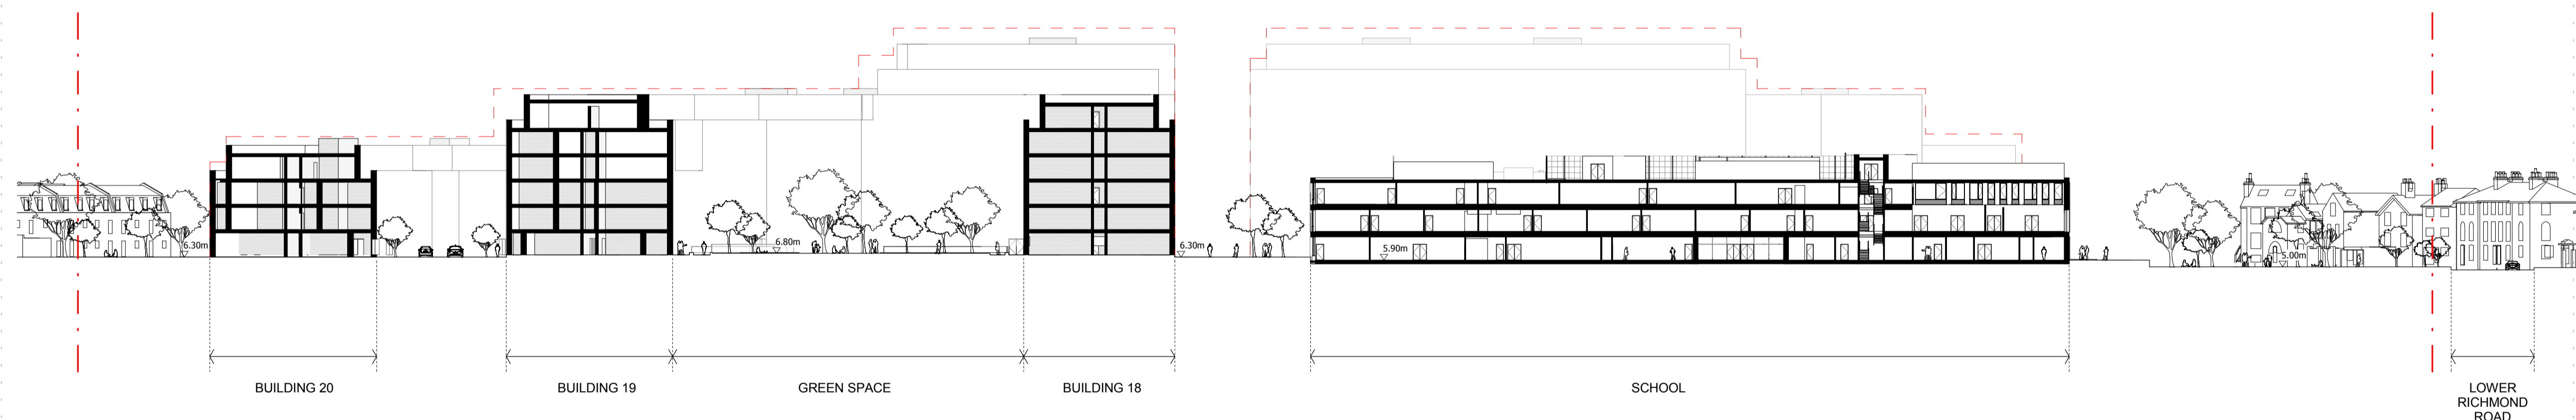 6.30m
6.80m
6.30m
5.90m
5.00m
BUILDING 20
BUILDING 19
GREEN SPACE
BUILDING 18
SCHOOL
LOWER
RICHMOND
ROAD